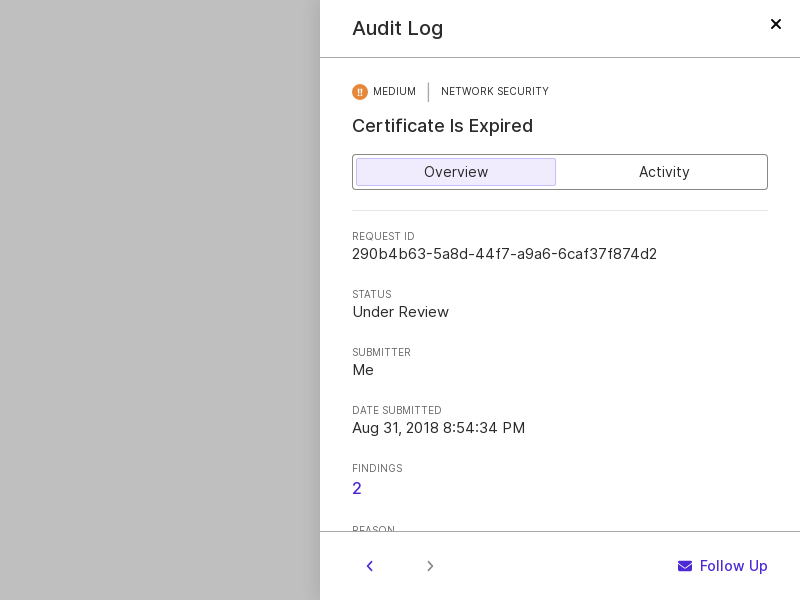 Audit Log
MEDIUM
NETWORK SECURITY
Certificate Is Expired
Overview
Activity
REQUEST ID
290b4b63-5a8d-44f7-a9a6-6caf37f874d2
STATUS
Under Review
SUBMITTER
Me
DATE SUBMITTED
Aug 31, 2018 8:54:34 PM
FINDINGS
2
REASON
Follow Up